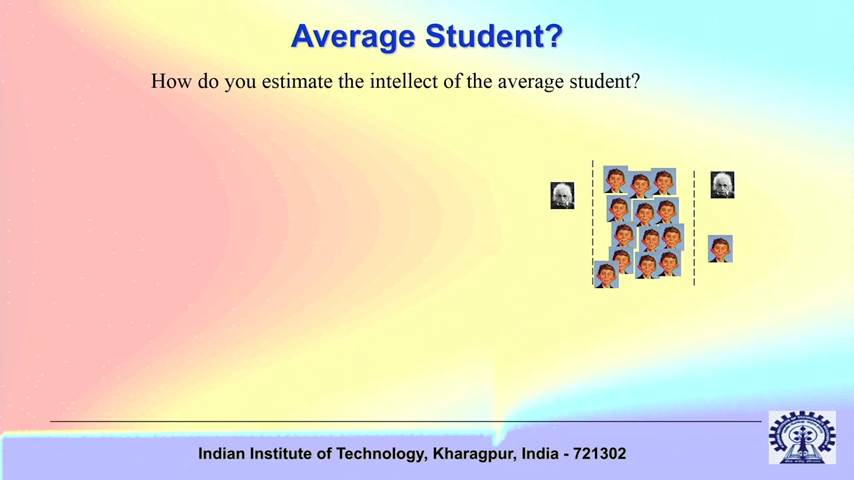 Average Student?
How do you estimate the intellect of the average student?
Indian Institute of Technology, Kharagpur, India - 721302